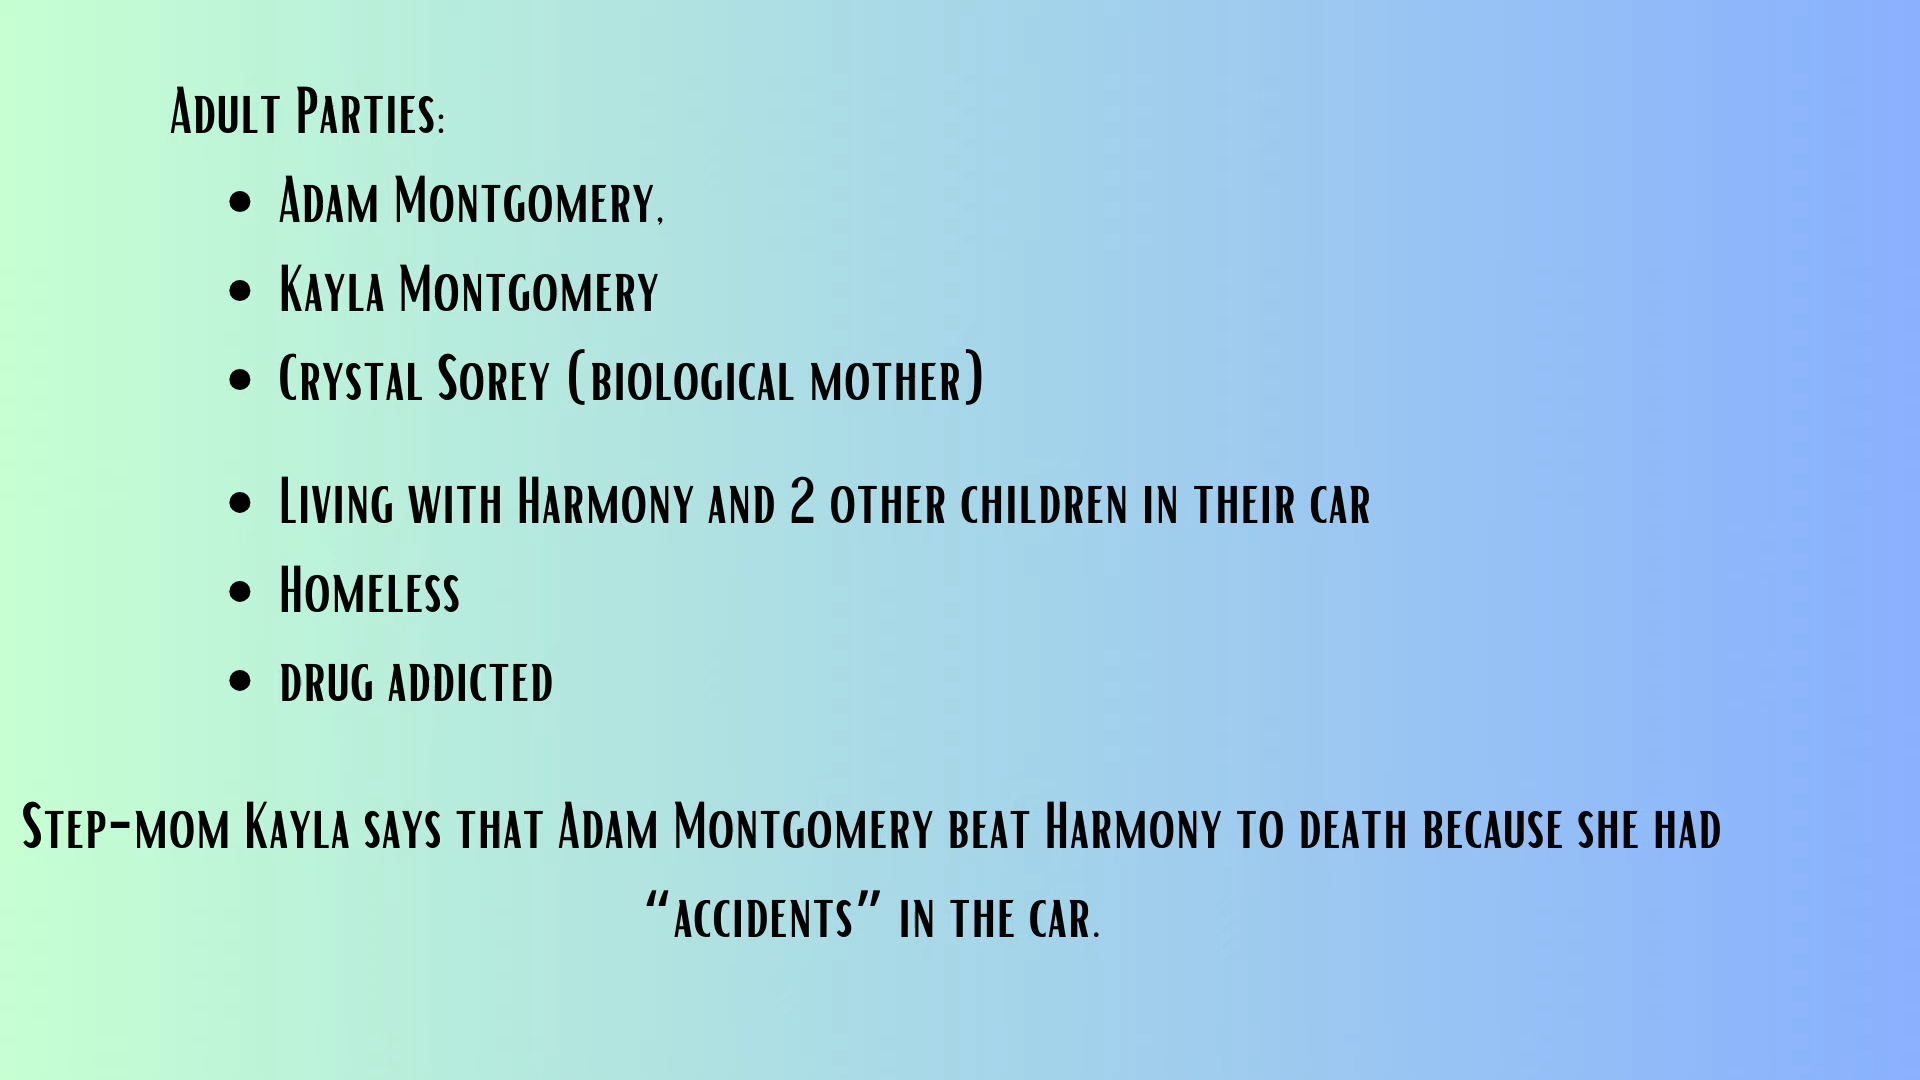 Adult Parties:
• Adam Montgomery,
• Kayla Montgomery
• Crystal Sorey (biological mother)
• Living with Harmony and 2 other children in their car
• Homeless
• drug addicted
Step-mom Kayla says that Adam Montgomery beat Harmony to death because she had
“accidents” in the car.